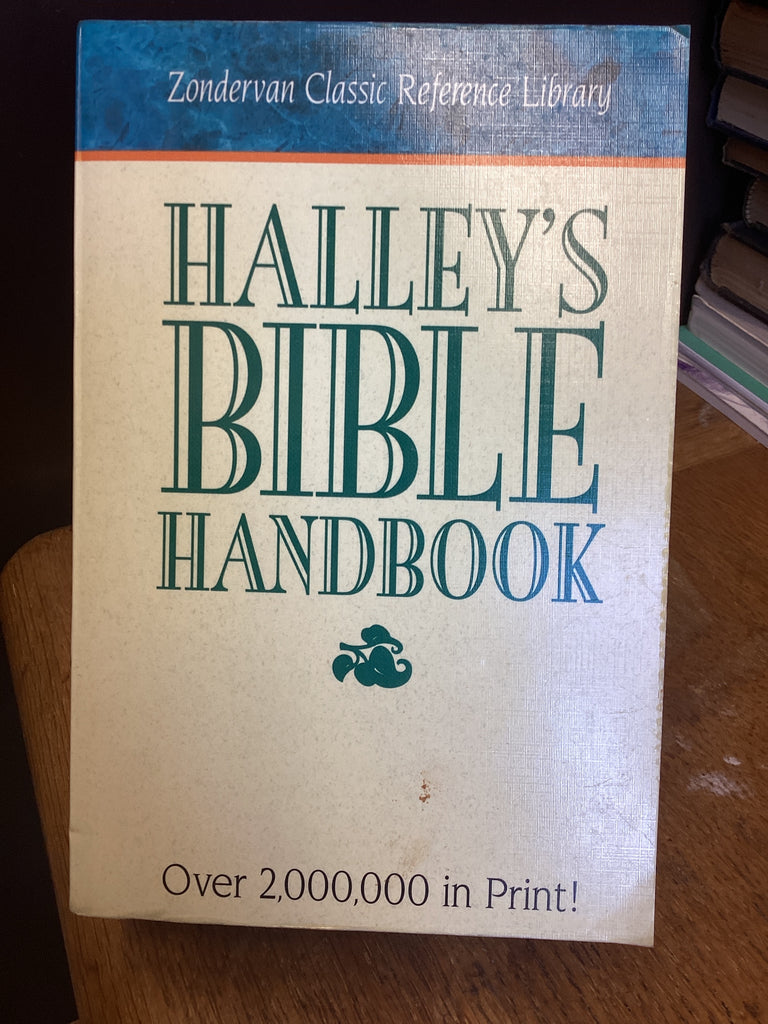 Zondervan Classic Reference Library
HALLEY'S
BIBLE
HANDBOOK
Over 2,000,000 in Print!